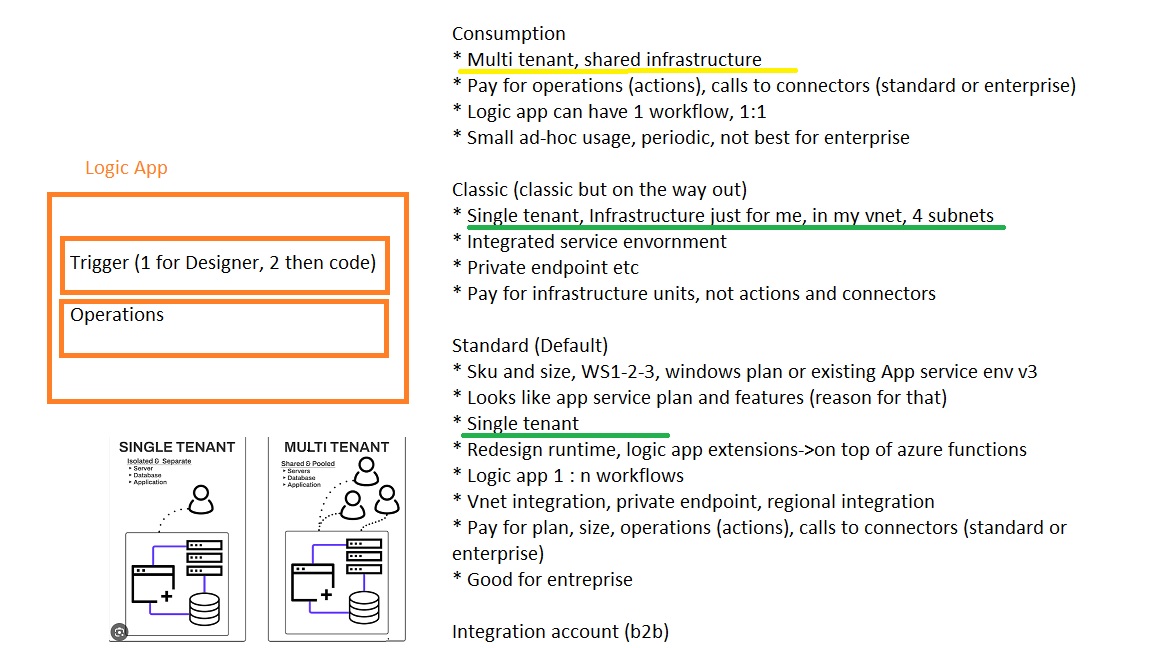 Consumption
* Multi tenant, shared infrastructure
* Pay for operations (actions), calls to connectors (standard or enterprise)
* Logic app can have 1 workflow, 1:1
* Small ad-hoc usage, periodic, not best for enterprise
Logic App
Trigger (1 for Designer, 2 then code)
Operations
Classic (classic but on the way out)
* Single tenant, Infrastructure just for me, in my vnet, 4 subnets
* Integrated service envornment
* Private endpoint etc
* Pay for infrastructure units, not actions and connectors
Standard (Default)
* Sku and size, WS1-2-3, windows plan or existing App service env v3
* Looks like app service plan and features (reason for that)
* Single tenant
* Redesign runtime, logic app extensions->on top of azure functions
* Logic app 1 : n workflows
* Vnet integration, private endpoint, regional integration
* Pay for plan, size, operations (actions), calls to connectors (standard or
enterprise)
* Good for entreprise
Integration account (b2b)
SINGLE TENANT
Isolated & Separate
▸ Server
▸ Database
▸ Application
MULTI TENANT
Shared & Pooled
▸ Servers
▸ Database
▸ Application